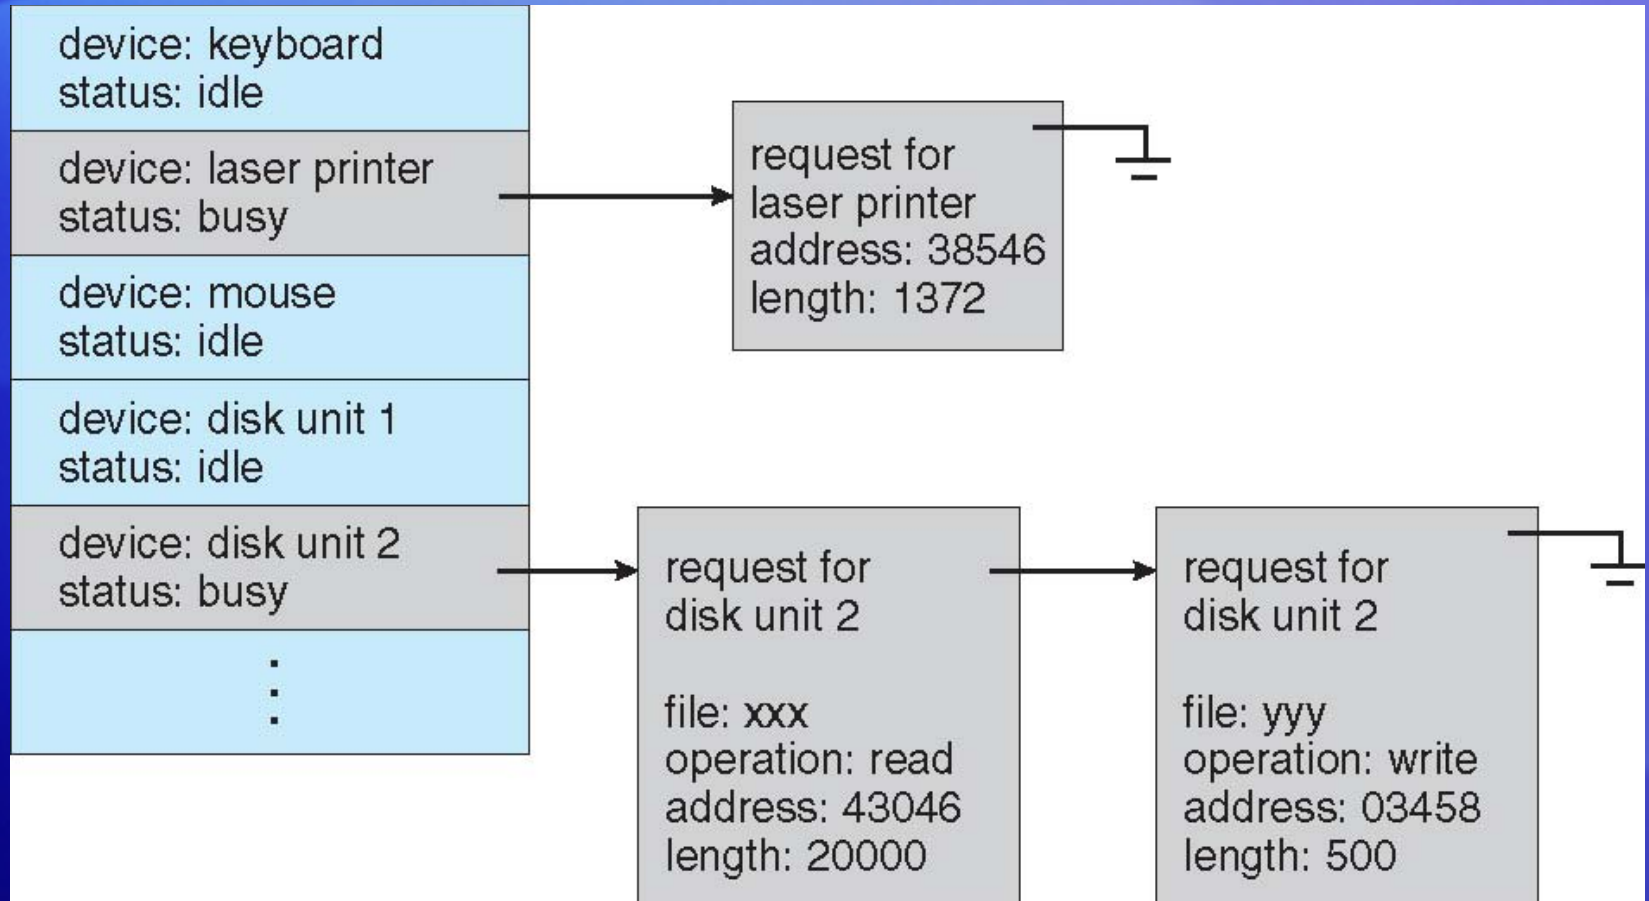 device: keyboard
status: idle
device: laser printer
status: busy
request for
laser printer
address: 38546
length: 1372
device: mouse
status: idle
device: disk unit 1
status: idle
device: disk unit 2
status: busy
request for
disk unit 2
file: xxx
operation: read
address: 43046
length: 20000
request for
disk unit 2
file: yyy
operation: write
address: 03458
length: 500